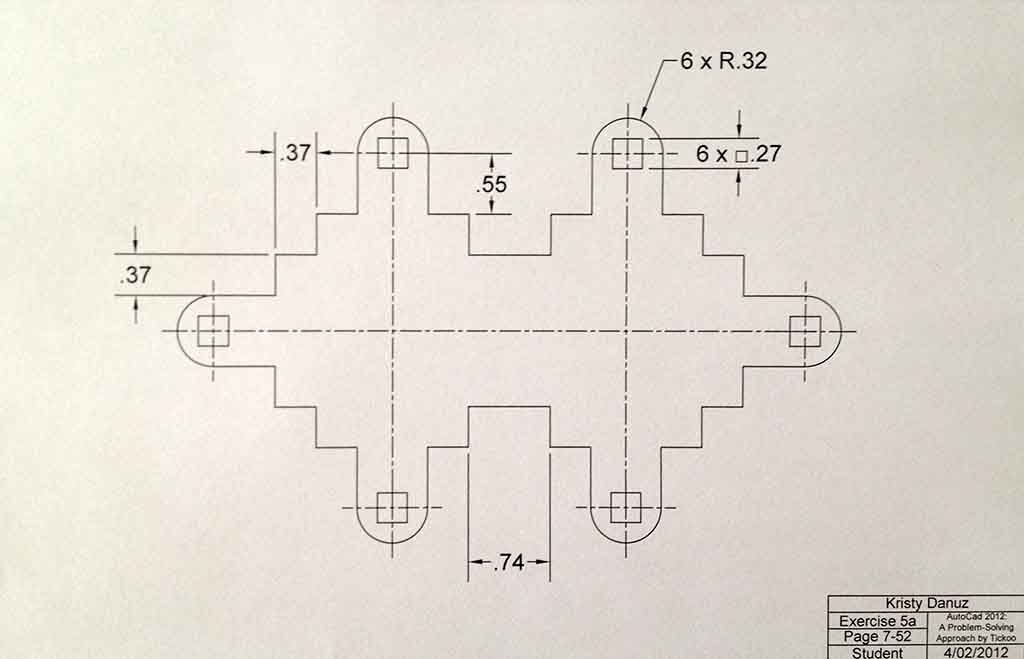 6 x R.32
.37
6 x □.27
.55
.37
.74
Kristy Danuz
Exercise 5a
AutoCad 2012:
A Problem-Solving
Approach by Tickoo
Page 7-52
Student
4/02/2012